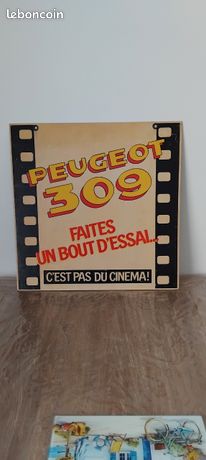 leboncoin
PEUGEOT
309
FAITES
UN BOUT D'ESSAI...
C'EST PAS DU CINEMA!